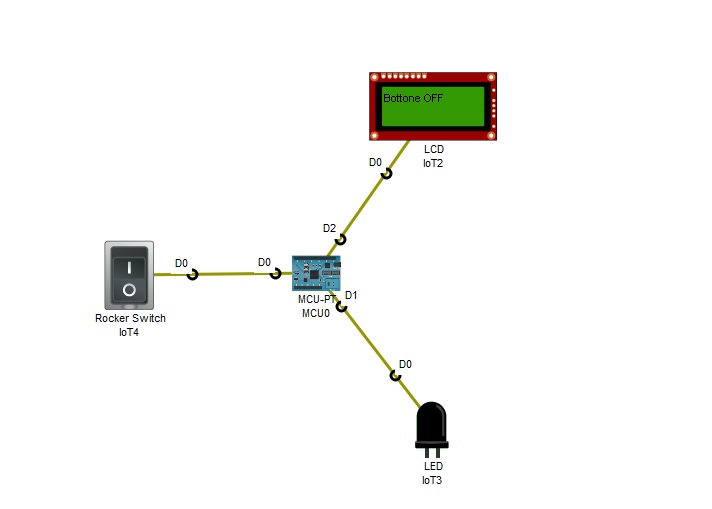 Bottone OFF
LCD
IoT2
D0
D2
D0
D0
Rocker Switch
IoT4
MCU-PT
MCU0
D1
D0
LED
IoT3